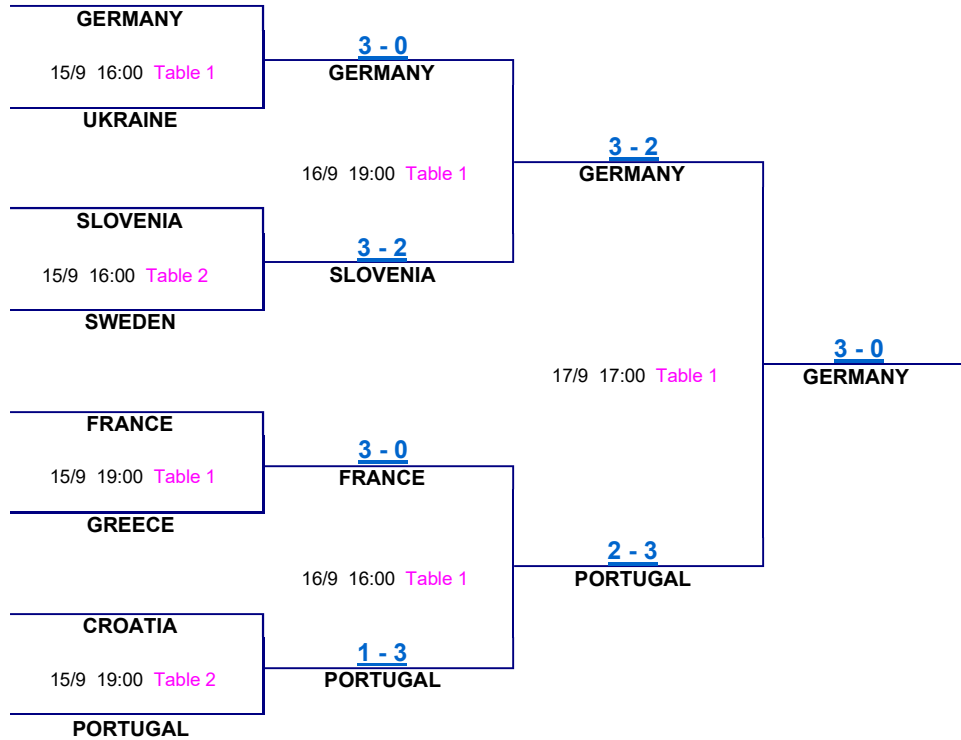 GERMANY
3 - 0
15/9 16:00 Table 1
GERMANY
UKRAINE
3 - 2
16/9 19:00 Table 1
GERMANY
SLOVENIA
3 - 2
15/9 16:00 Table 2
SLOVENIA
SWEDEN
3 - 0
17/9 17:00 Table 1
GERMANY
FRANCE
3 - 0
15/9 19:00 Table 1
FRANCE
GREECE
2 - 3
16/9 16:00 Table 1
PORTUGAL
CROATIA
1 - 3
15/9 19:00 Table 2
PORTUGAL
PORTUGAL